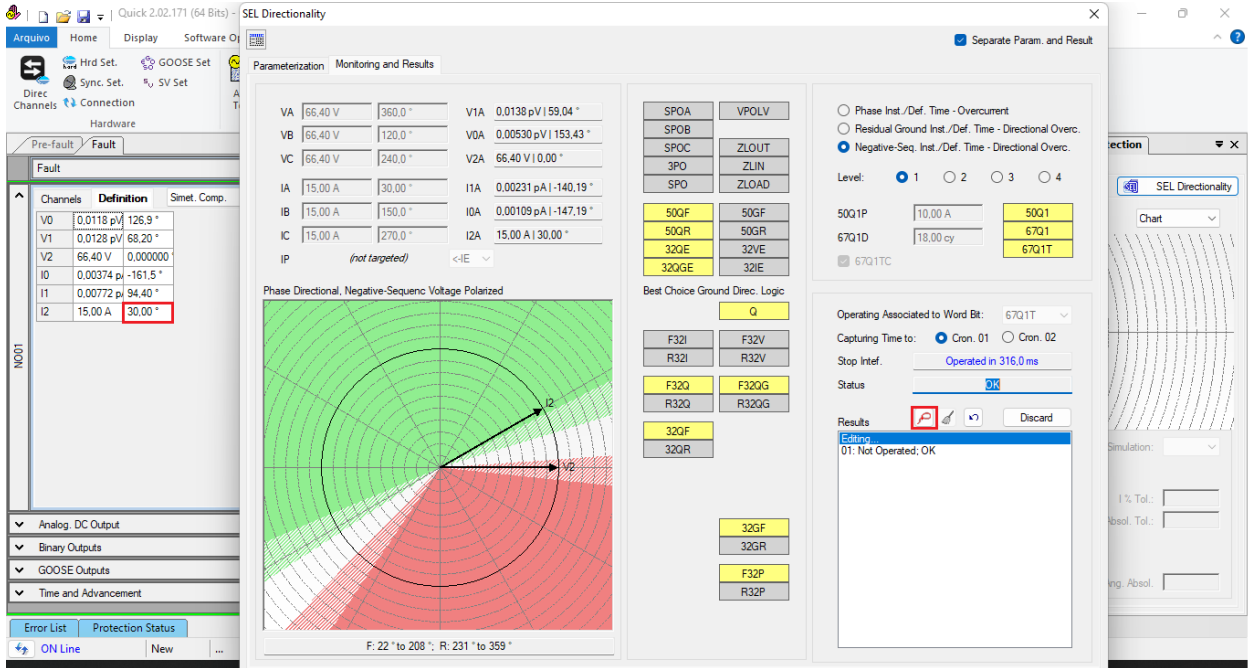 Quick 2.02.171 (64 Bits) -
SEL Directionality
Arquivo
Home
Display
Software O
Hrd Set.
GOOSE Set
Sync. Set.
SV Set
Direc
Channels
Connection
Hardware
Pre-fault
Fault
Fault
Channels
Definition
Simet. Comp.
V0 0,0118 pV 126,9 °
V1 0,0128 pV 68,20 °
V2 66,40 V 0,000000 °
I0 0,00374 p -161,5 °
I1 0,00772 p 94,40 °
I2 15,00 A 30,00 °
NO01
Analog. DC Output
Binary Outputs
GOOSE Outputs
Time and Advancement
Error List
Protection Status
ON Line
New
...
Separate Param. and Result
Parameterization
Monitoring and Results
VA 66,40 V 360,0 ° V1A 0,0138 pV | 59,04 °
VB 66,40 V 120,0 ° V0A 0,00530 pV | 153,43 °
VC 66,40 V 240,0 ° V2A 66,40 V | 0,00 °
IA 15,00 A 30,00 ° I1A 0,00231 pA | -140,19 °
IB 15,00 A 150,0 ° I0A 0,00109 pA | -147,19 °
IC 15,00 A 270,0 ° I2A 15,00 A | 30,00 °
IP (not targeted) <-IE
Phase Directional, Negative-Sequenc Voltage Polarized
I2
V2
F: 22 ° to 208 °; R: 231 ° to 359 °
SPOA VPOLV
SPOB
SPOC ZLOUT
3PO ZLIN
SPO ZLOAD
50QF 50GF
50QR 50GR
32QE 32VE
32QGE 32IE
Best Choice Ground Direc. Logic
Q
F32I F32V
R32I R32V
F32Q F32QG
R32Q R32QG
32QF
32QR
32GF
32GR
F32P
R32P
Phase Inst./Def. Time - Overcurrent
Residual Ground Inst./Def. Time - Directional Overc.
Negative-Seq. Inst./Def. Time - Directional Overc.
Level: 1 2 3 4
50Q1P 10,00 A 50Q1
67Q1D 18,00 cy 67Q1
67Q1TC 67Q1T
Operating Associated to Word Bit: 67Q1T
Capturing Time to: Cron. 01 Cron. 02
Stop Intef. Operated in 316,0 ms
Status OK
Results Discard
Editing...
01: Not Operated; OK
ection
SEL Directionality
Chart
Simulation:
I % Tol.:
Absol. Tol.:
Ang. Absol.